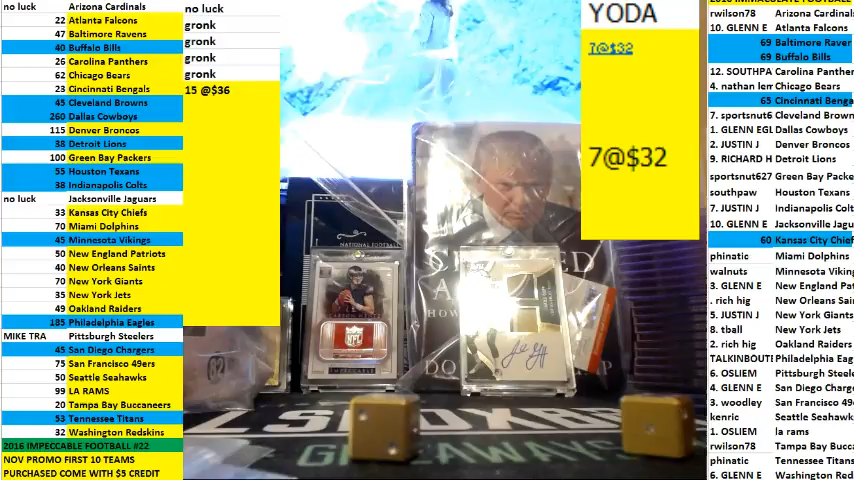 no luck Arizona Cardinals
22 Atlanta Falcons
47 Baltimore Ravens
40 Buffalo Bills
26 Carolina Panthers
62 Chicago Bears
23 Cincinnati Bengals
45 Cleveland Browns
260 Dallas Cowboys
115 Denver Broncos
38 Detroit Lions
100 Green Bay Packers
55 Houston Texans
38 Indianapolis Colts
no luck Jacksonville Jaguars
33 Kansas City Chiefs
70 Miami Dolphins
45 Minnesota Vikings
50 New England Patriots
40 New Orleans Saints
70 New York Giants
35 New York Jets
49 Oakland Raiders
185 Philadelphia Eagles
MIKE TRA Pittsburgh Steelers
45 San Diego Chargers
75 San Francisco 49ers
50 Seattle Seahawks
99 LA RAMS
20 Tampa Bay Buccaneers
53 Tennessee Titans
32 Washington Redskins
2016 IMPECCABLE FOOTBALL #22
NOV PROMO FIRST 10 TEAMS
PURCHASED COME WITH $5 CREDIT
no luck
gronk
gronk
gronk
gronk
15 @$36
NATIONAL FOOTBALL
NFL
IMPECCABLE
GIVEAWAYS
YODA
7@$32
7@$32
rwilson78 Arizona Cardinals
10. GLENN E Atlanta Falcons
69 Baltimore Raver
69 Buffalo Bills
12. SOUTHPA Carolina Panther
4. nathan len Chicago Bears
65 Cincinnati Benga
7. sportsnut6 Cleveland Brown
1. GLENN EGL Dallas Cowboys
2. JUSTIN J Denver Broncos
9. RICHARD H Detroit Lions
sportsnut627 Green Bay Packe
southpaw Houston Texans
7. JUSTIN J Indianapolis Colt
10. GLENN E Jacksonville Jagu
60 Kansas City Chief
phinatic Miami Dolphins
walnuts Minnesota Viking
3. GLENN E New England Pat
. rich hig New Orleans Sain
5. JUSTIN J New York Giants
8. tball New York Jets
2. rich hig Oakland Raiders
TALKINBOUTI Philadelphia Eag
6. OSLIEM Pittsburgh Steele
4. GLENN E San Diego Charg
3. woodley San Francisco 49
kenric Seattle Seahawk
1. OSLIEM la rams
rwilson78 Tampa Bay Bucca
phinatic Tennessee Titans
6. GLENN E Washington Redsk